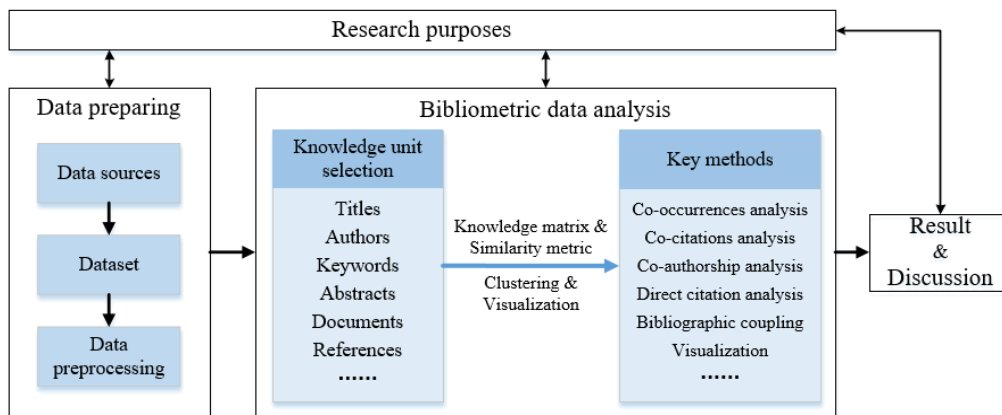 Research purposes
Data preparing
Data sources
Dataset
Data
preprocessing
Bibliometric data analysis
Knowledge unit
selection
Titles
Authors
Keywords
Abstracts
Documents
References
......
Knowledge matrix &
Similarity metric
Clustering &
Visualization
Key methods
Co-occurrences analysis
Co-citations analysis
Co-authorship analysis
Direct citation analysis
Bibliographic coupling
Visualization
......
Result
&
Discussion